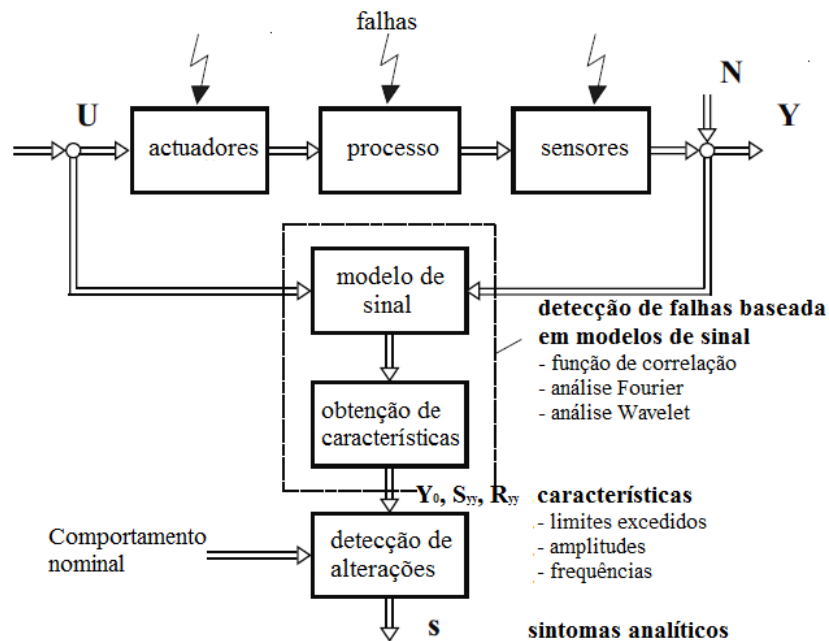 falhas
N
U
Y
actuadores
processo
sensores
modelo de
sinal
detecção de falhas baseada
em modelos de sinal
- função de correlação
- análise Fourier
- análise Wavelet
obtenção de
características
Y₀, Syy, Ryy
características
- limites excedidos
- amplitudes
- frequências
Comportamento
nominal
detecção de
alterações
s
sintomas analíticos